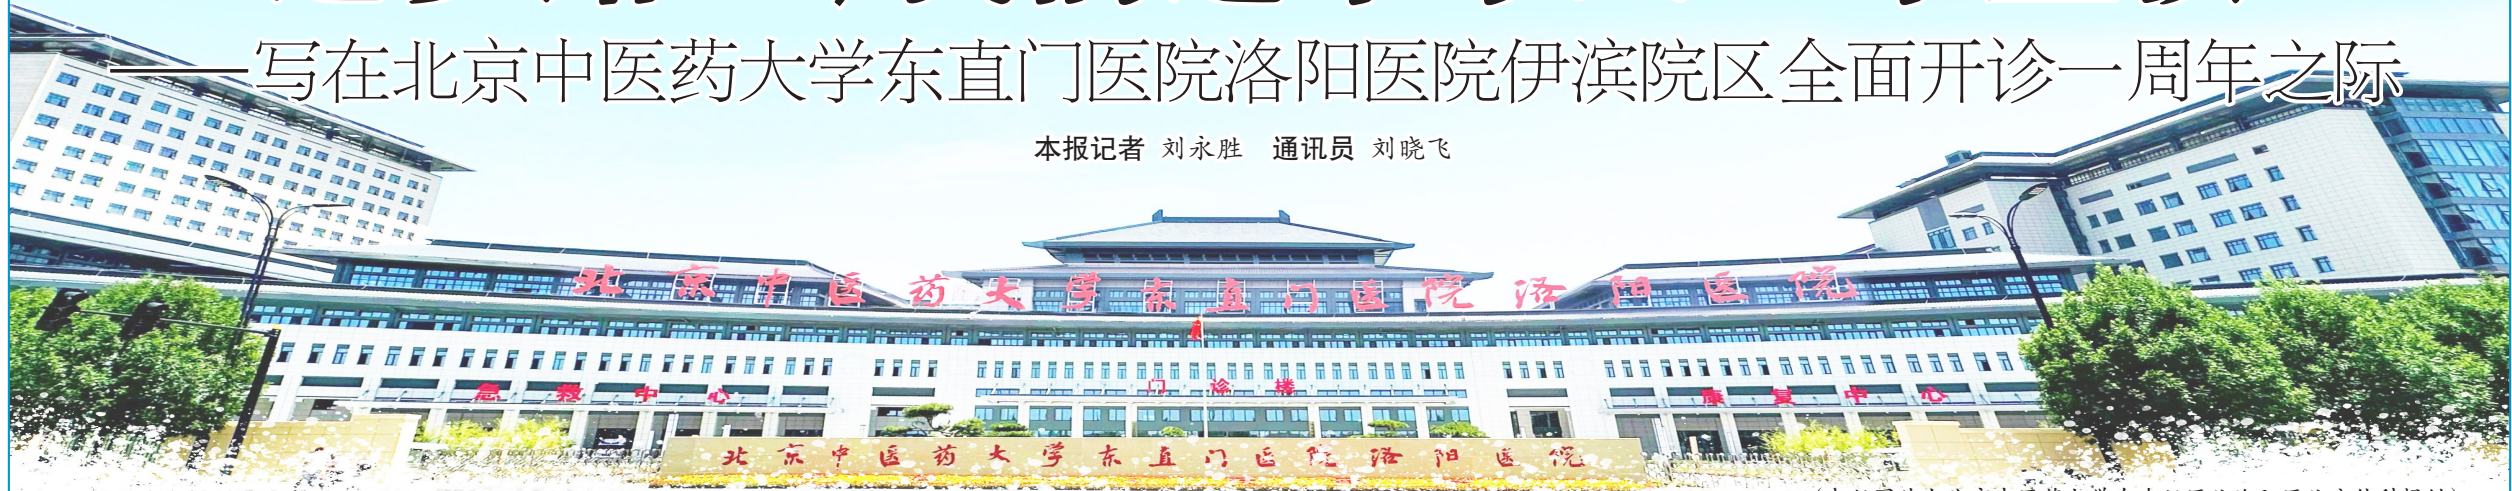 ——写在北京中医药大学东直门医院洛阳医院伊滨院区全面开诊一周年之际
本报记者 刘永胜 通讯员 刘晓飞
北京中医药大学东直门医院洛阳医院
急救中心 门诊楼 康复中心
北京中医药大学东直门医院洛阳医院